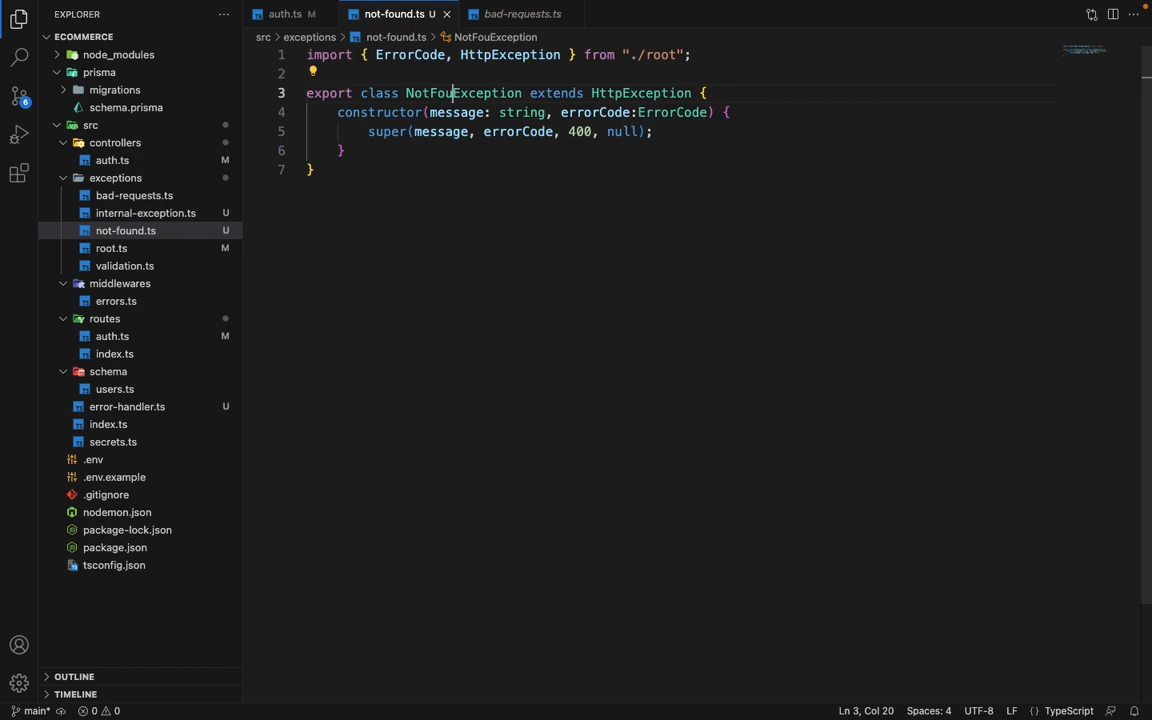 EXPLORER
ECOMMERCE
node_modules
prisma
migrations
schema.prisma
src
controllers
auth.ts M
exceptions
bad-requests.ts
internal-exception.ts U
not-found.ts U
root.ts M
validation.ts
middlewares
errors.ts
routes
auth.ts M
index.ts
schema
users.ts
error-handler.ts U
index.ts
secrets.ts
.env
.env.example
.gitignore
nodemon.json
package-lock.json
package.json
tsconfig.json
OUTLINE
TIMELINE
6
auth.ts M not-found.ts U bad-requests.ts
src > exceptions > not-found.ts > NotFouException
1 import { ErrorCode, HttpException } from "./root";
2
3 export class NotFouException extends HttpException {
4 constructor(message: string, errorCode:ErrorCode) {
5 super(message, errorCode, 400, null);
6 }
7 }
main* 0 0 Ln 3, Col 20 Spaces: 4 UTF-8 LF {} TypeScript